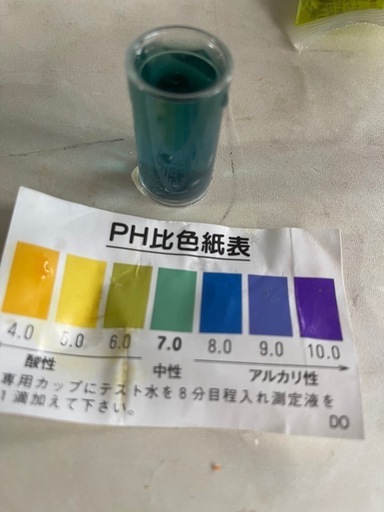 PH比色紙表
4.0 5.0 6.0 7.0 8.0 9.0 10.0
酸性 中性 アルカリ性
専用カップにテスト水を8分目程入れ測定液を
1滴加えて下さい。
DO